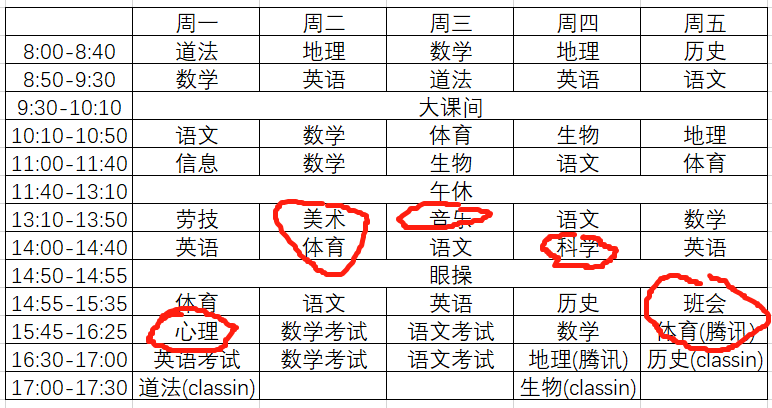 周一 周二 周三 周四 周五
8:00-8:40 道法 地理 数学 地理 历史
8:50-9:30 数学 英语 道法 英语 语文
9:30-10:10 大课间
10:10-10:50 语文 数学 体育 生物 地理
11:00-11:40 信息 数学 生物 语文 体育
11:40-13:10 午休
13:10-13:50 劳技 美术 音乐 语文 数学
14:00-14:40 英语 体育 语文 科学 英语
14:50-14:55 眼操
14:55-15:35 体育 语文 英语 历史 班会
15:45-16:25 心理 数学考试 语文考试 数学 体育(腾讯)
16:30-17:00 英语考试 数学考试 语文考试 地理(腾讯) 历史(classin)
17:00-17:30 道法(classin) 生物(classin)